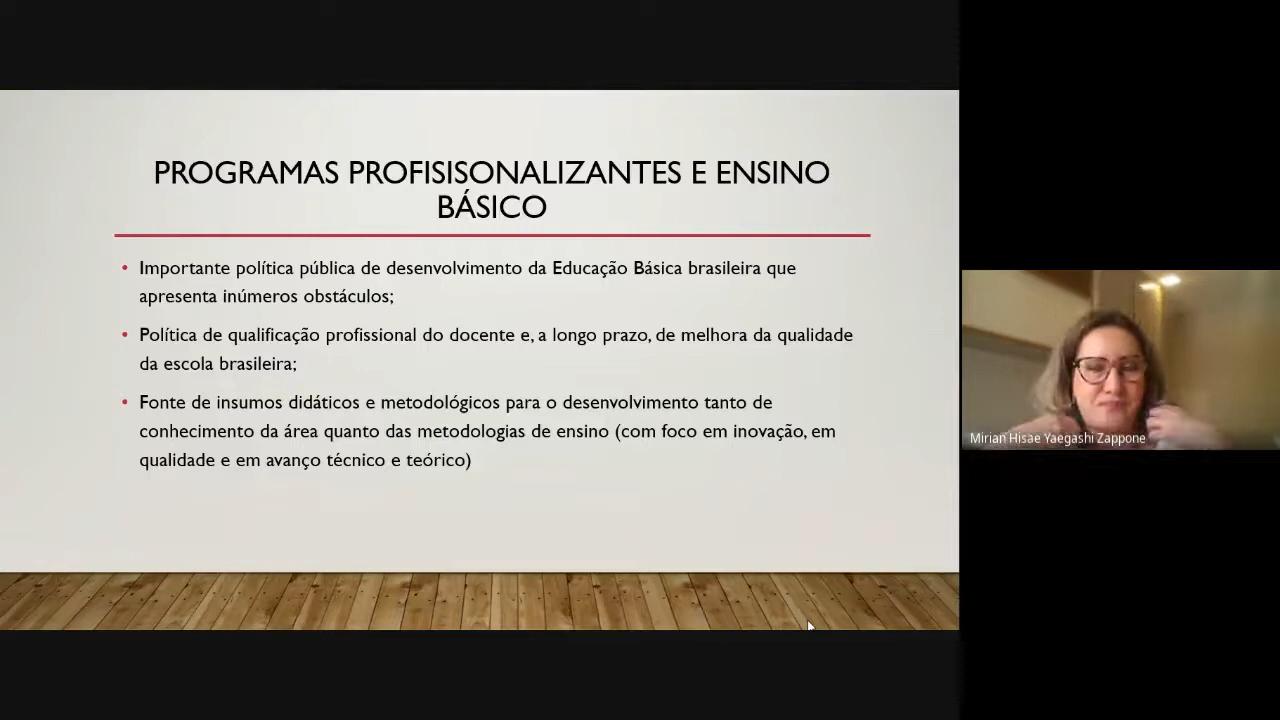 PROGRAMAS PROFISISONALIZANTES E ENSINO
BÁSICO
• Importante política pública de desenvolvimento da Educação Básica brasileira que
apresenta inúmeros obstáculos;
• Política de qualificação profissional do docente e, a longo prazo, de melhora da qualidade
da escola brasileira;
• Fonte de insumos didáticos e metodológicos para o desenvolvimento tanto de
conhecimento da área quanto das metodologias de ensino (com foco em inovação, em
qualidade e em avanço técnico e teórico)
Mirian Hisae Yaegashi Zappone